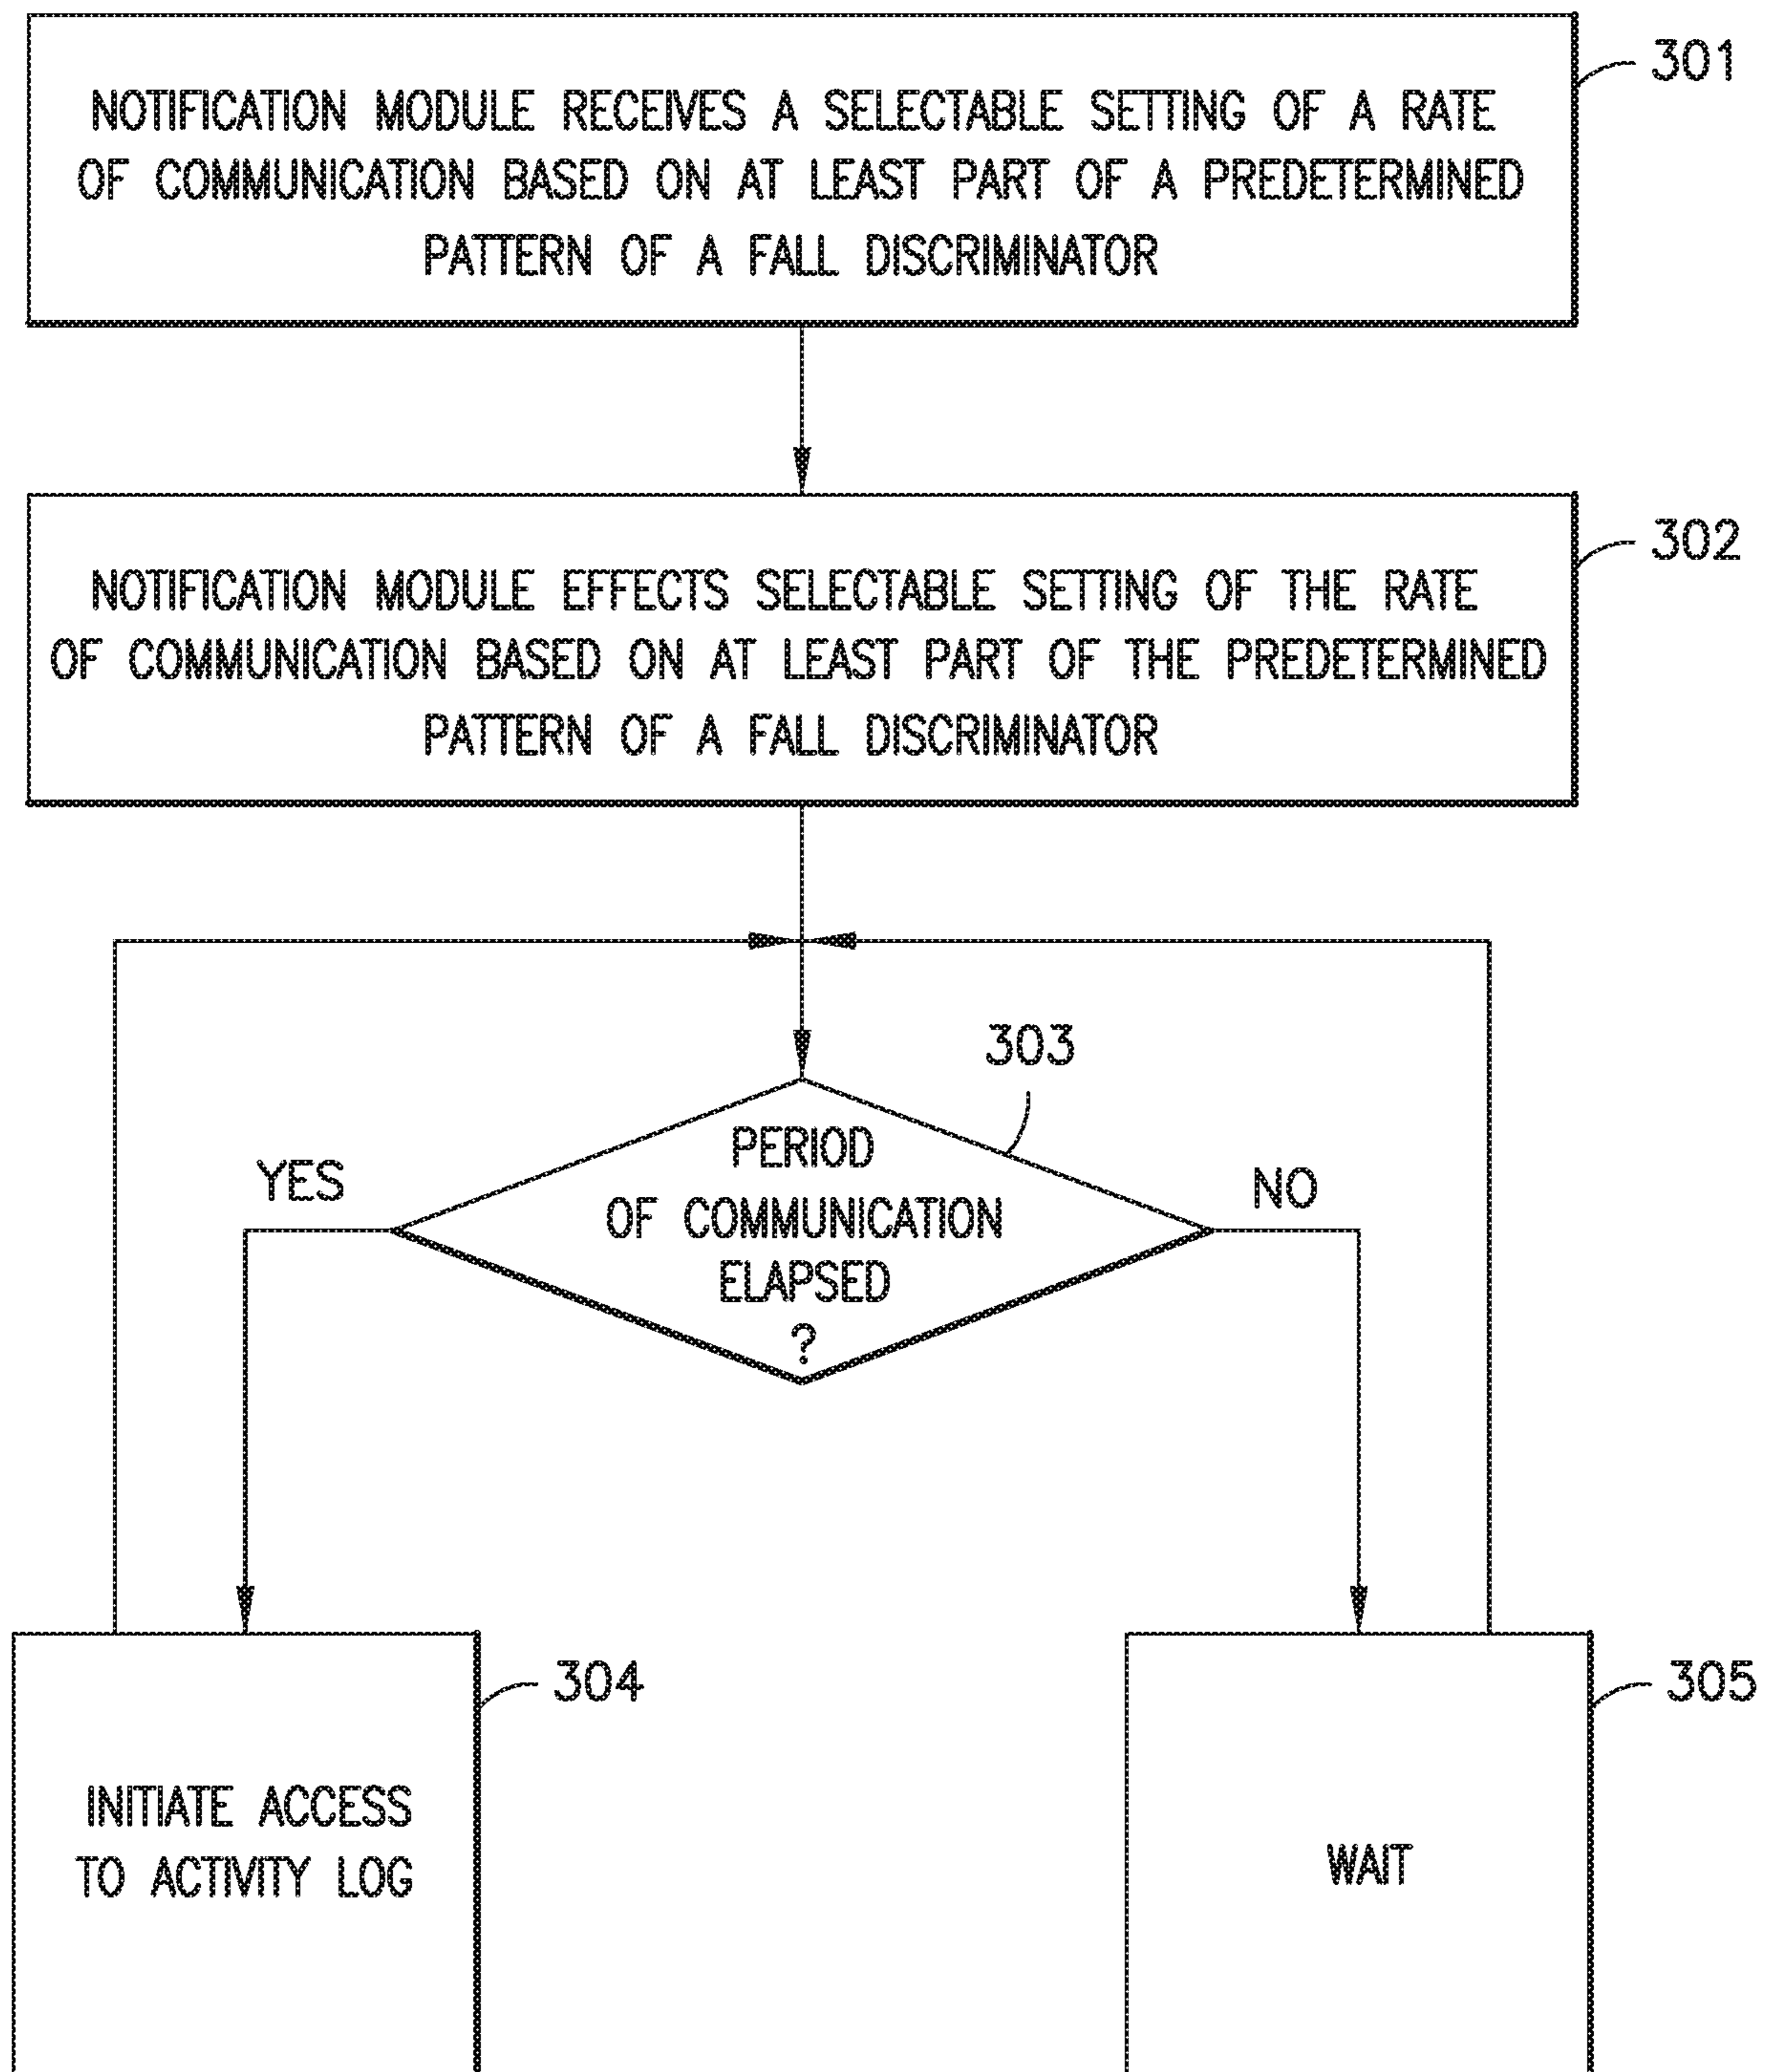 NOTIFICATION MODULE RECEIVES A SELECTABLE SETTING OF A RATE
OF COMMUNICATION BASED ON AT LEAST PART OF A PREDETERMINED
PATTERN OF A FALL DISCRIMINATOR
301
NOTIFICATION MODULE EFFECTS SELECTABLE SETTING OF THE RATE
OF COMMUNICATION BASED ON AT LEAST PART OF THE PREDETERMINED
PATTERN OF A FALL DISCRIMINATOR
302
303
PERIOD
OF COMMUNICATION
ELAPSED
?
YES
NO
304
INITIATE ACCESS
TO ACTIVITY LOG
305
WAIT